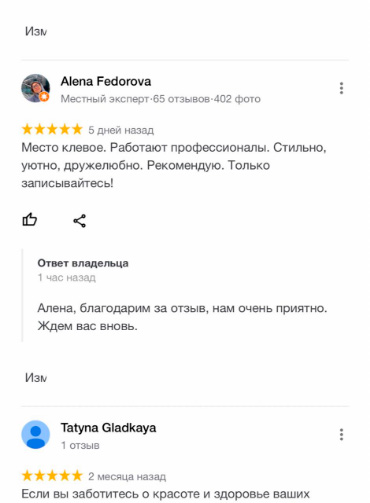 Изм
Alena Fedorova
Местный эксперт·65 отзывов·402 фото
5 дней назад
Место клевое. Работают профессионалы. Стильно,
уютно, дружелюбно. Рекомендую. Только
записывайтесь!
Ответ владельца
1 час назад
Алена, благодарим за отзыв, нам очень приятно.
Ждем вас вновь.
Изм
Tatyna Gladkaya
1 отзыв
2 месяца назад
Если вы заботитесь о красоте и здоровье ваших